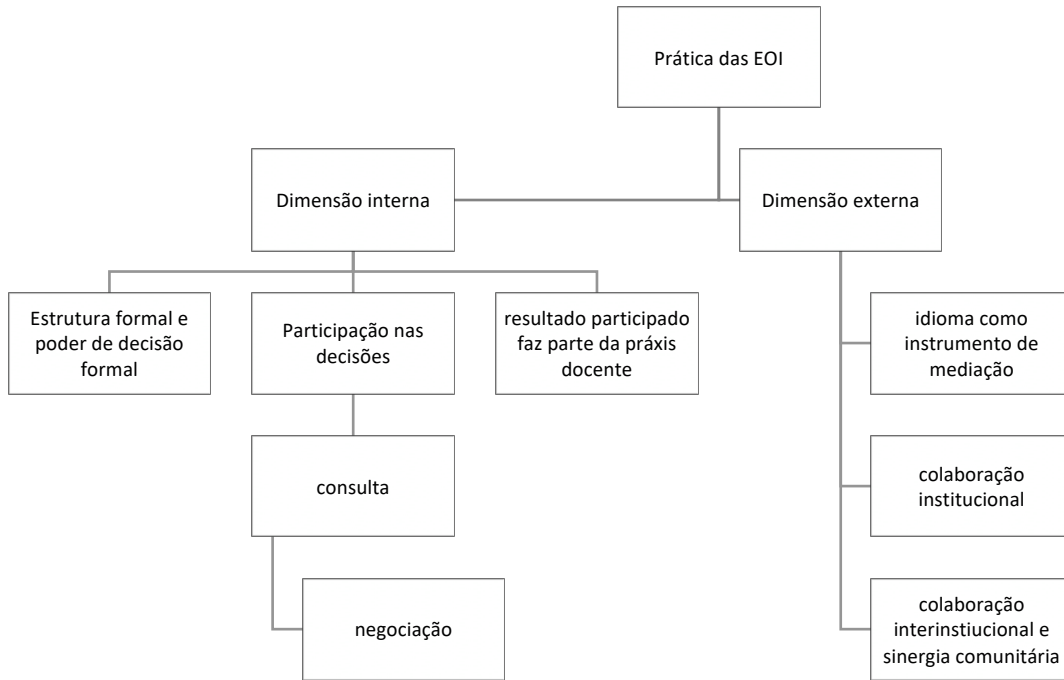 Prática das EOI
Dimensão interna
Dimensão externa
Estrutura formal e
poder de decisão
formal
Participação nas
decisões
resultado participado
faz parte da práxis
docente
idioma como
instrumento de
mediação
consulta
colaboração
institucional
negociação
colaboração
interinstiucional e
sinergia comunitária